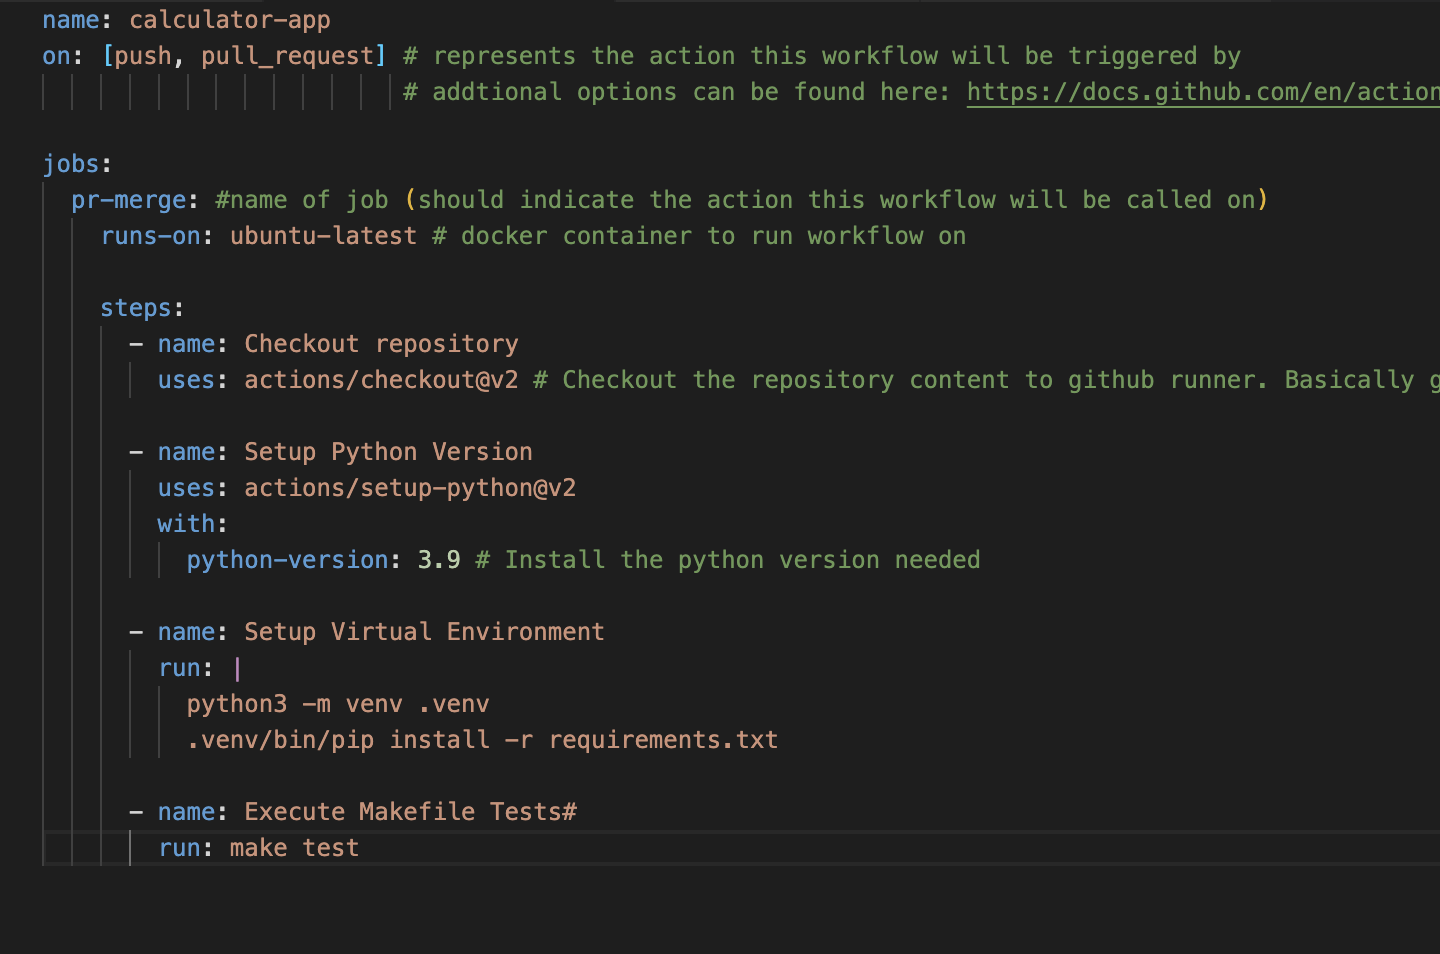 name: calculator-app
on: [push, pull_request] # represents the action this workflow will be triggered by
# addtional options can be found here: https://docs.github.com/en/action
jobs:
pr-merge: #name of job (should indicate the action this workflow will be called on)
runs-on: ubuntu-latest # docker container to run workflow on
steps:
- name: Checkout repository
uses: actions/checkout@v2 # Checkout the repository content to github runner. Basically g
- name: Setup Python Version
uses: actions/setup-python@v2
with:
python-version: 3.9 # Install the python version needed
- name: Setup Virtual Environment
run: |
python3 -m venv .venv
.venv/bin/pip install -r requirements.txt
- name: Execute Makefile Tests#
run: make test